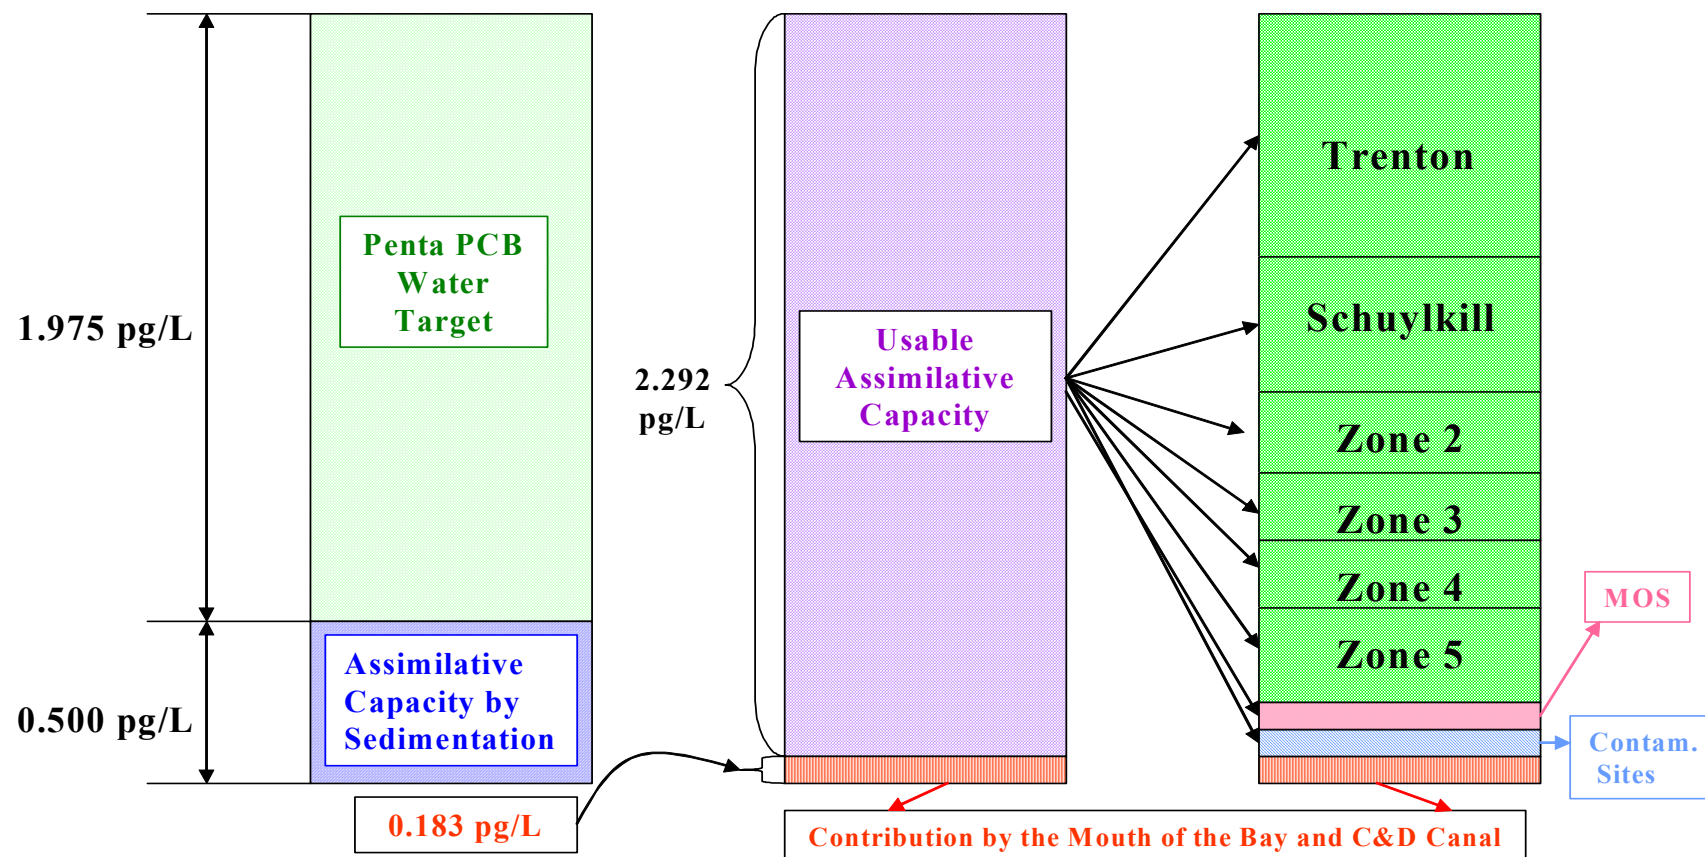 1.975 pg/L
0.500 pg/L
Penta PCB
Water
Target
Assimilative
Capacity by
Sedimentation
0.183 pg/L
2.292
pg/L
Usable
Assimilative
Capacity
Trenton
Schuylkill
Zone 2
Zone 3
Zone 4
Zone 5
MOS
Contam.
Sites
Contribution by the Mouth of the Bay and C&D Canal